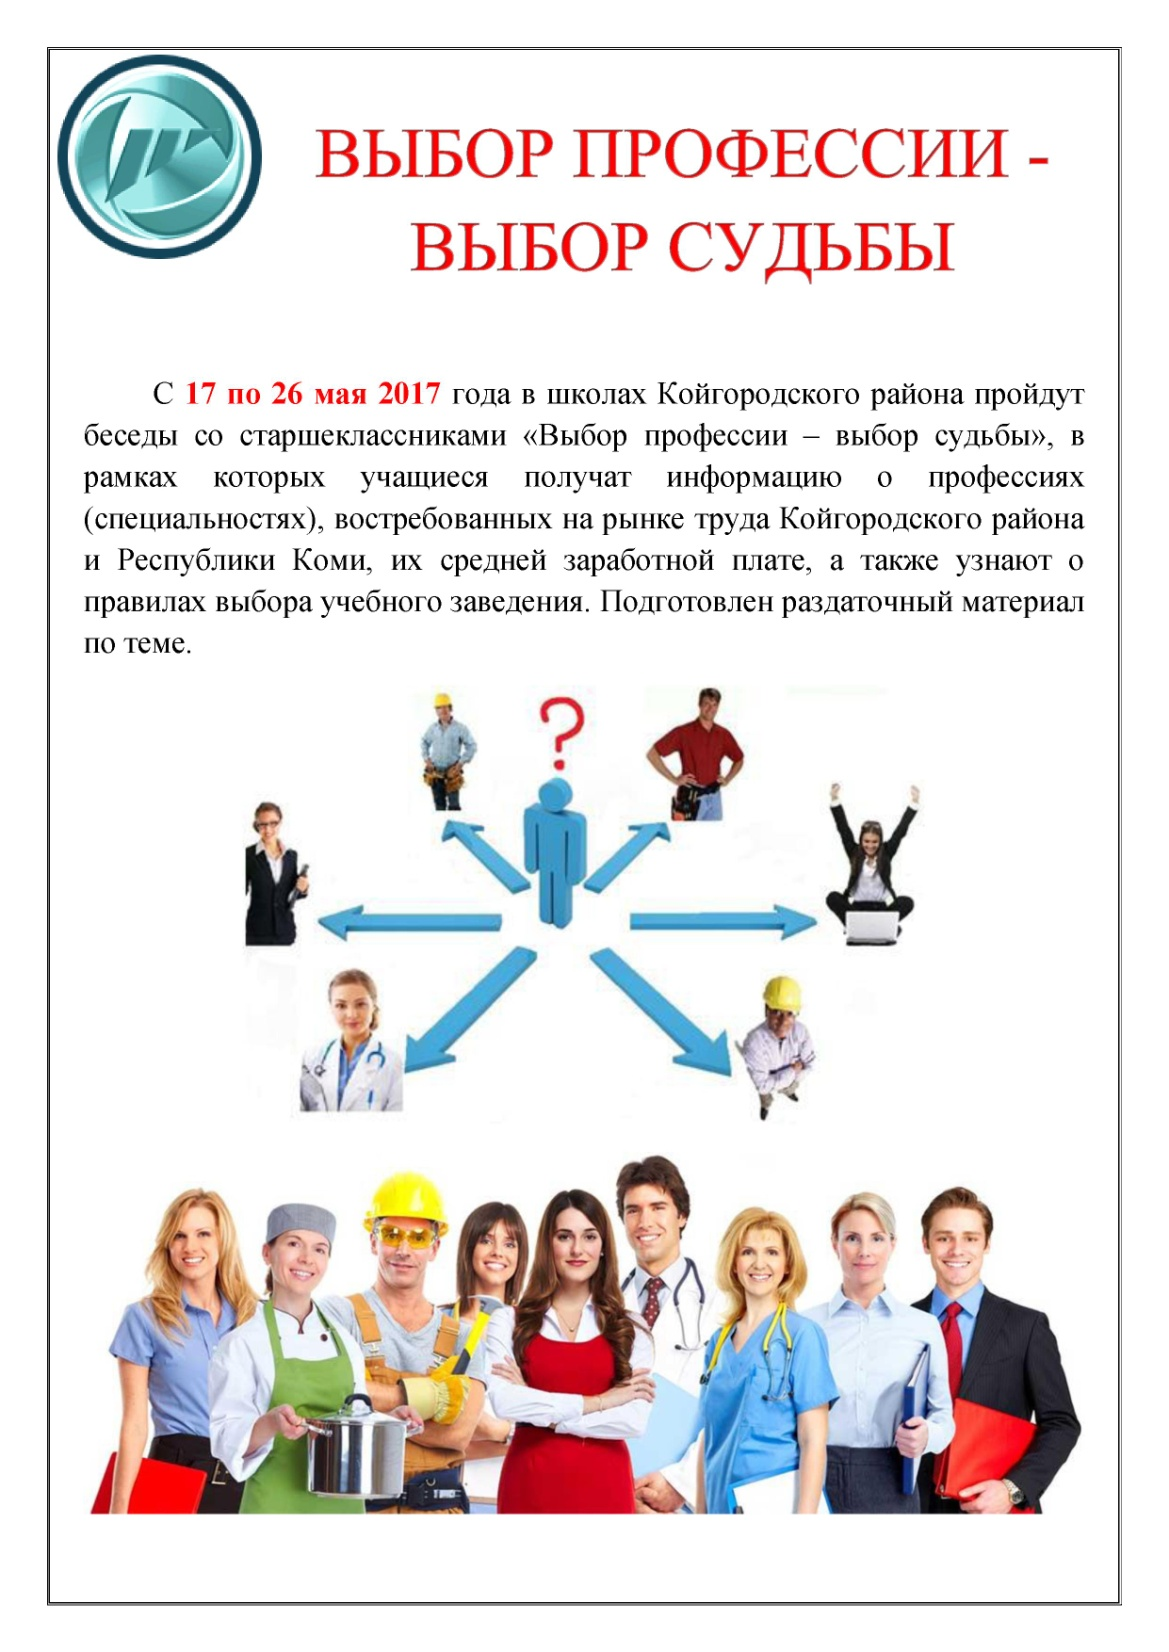 ВЫБОР ПРОФЕССИИ -
ВЫБОР СУДЬБЫ
С 17 по 26 мая 2017 года в школах Койгородского района пройдут
беседы со старшеклассниками «Выбор профессии – выбор судьбы», в
рамках которых учащиеся получат информацию о профессиях
(специальностях), востребованных на рынке труда Койгородского района
и Республики Коми, их средней заработной плате, а также узнают о
правилах выбора учебного заведения. Подготовлен раздаточный материал
по теме.
?